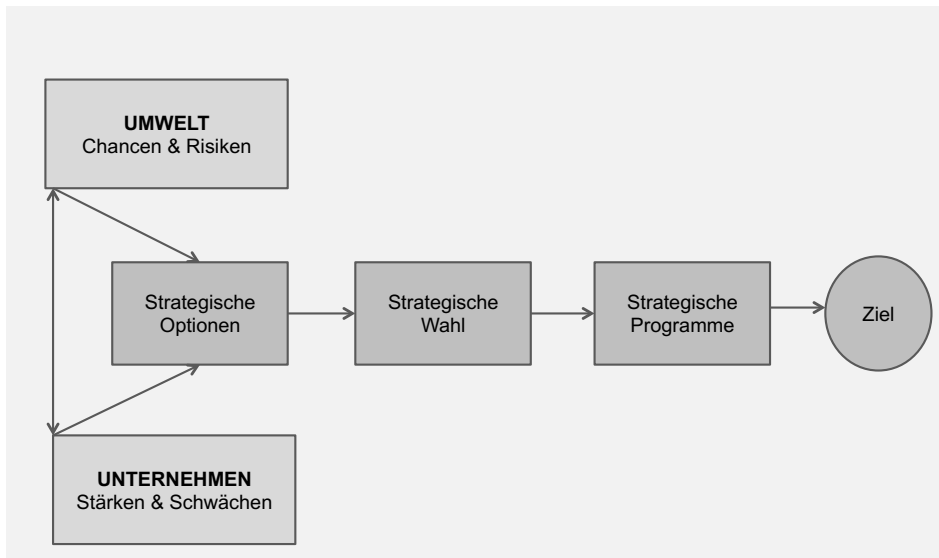 UMWELT
Chancen & Risiken
Strategische
Optionen
Strategische
Wahl
Strategische
Programme
Ziel
UNTERNEHMEN
Stärken & Schwächen